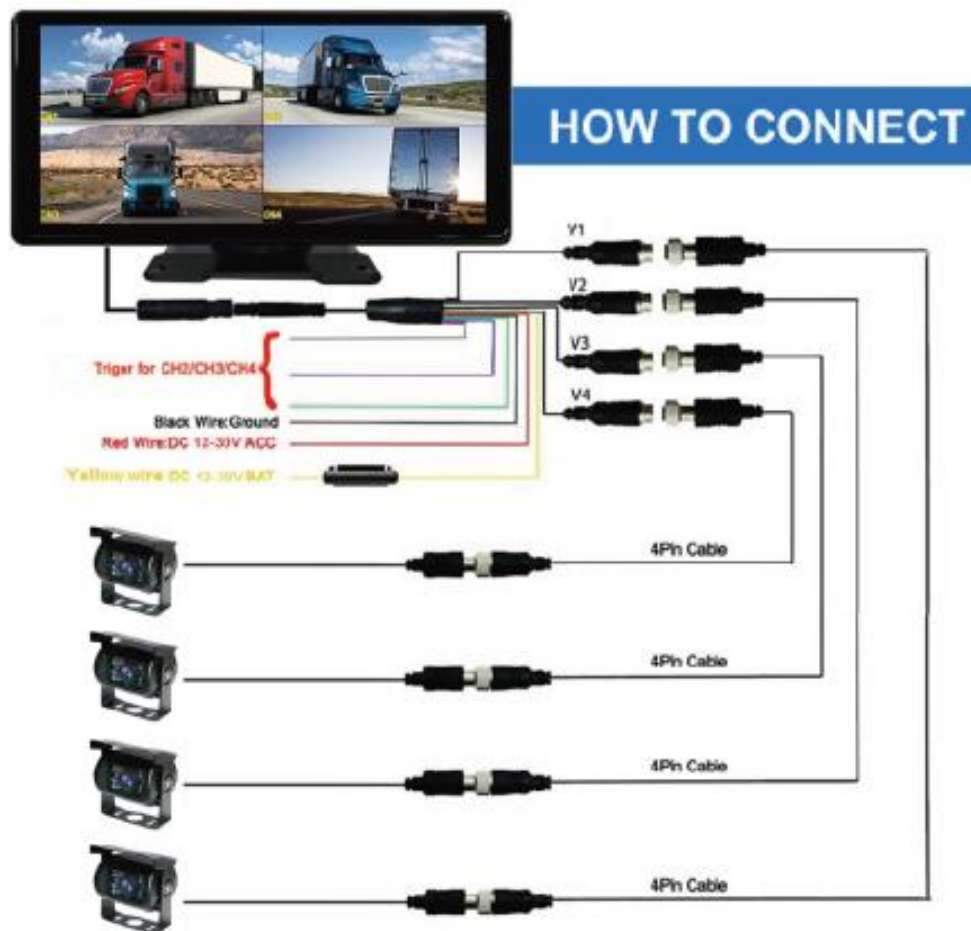 HOW TO CONNECT
V1
V2
V3
V4
Triger for CH2/CH3/CH4
Black Wire:Ground
Red Wire:DC 12-30V ACC
Yellow wire DC 12-30V BAT
4Pin Cable
4Pin Cable
4Pin Cable
4Pin Cable